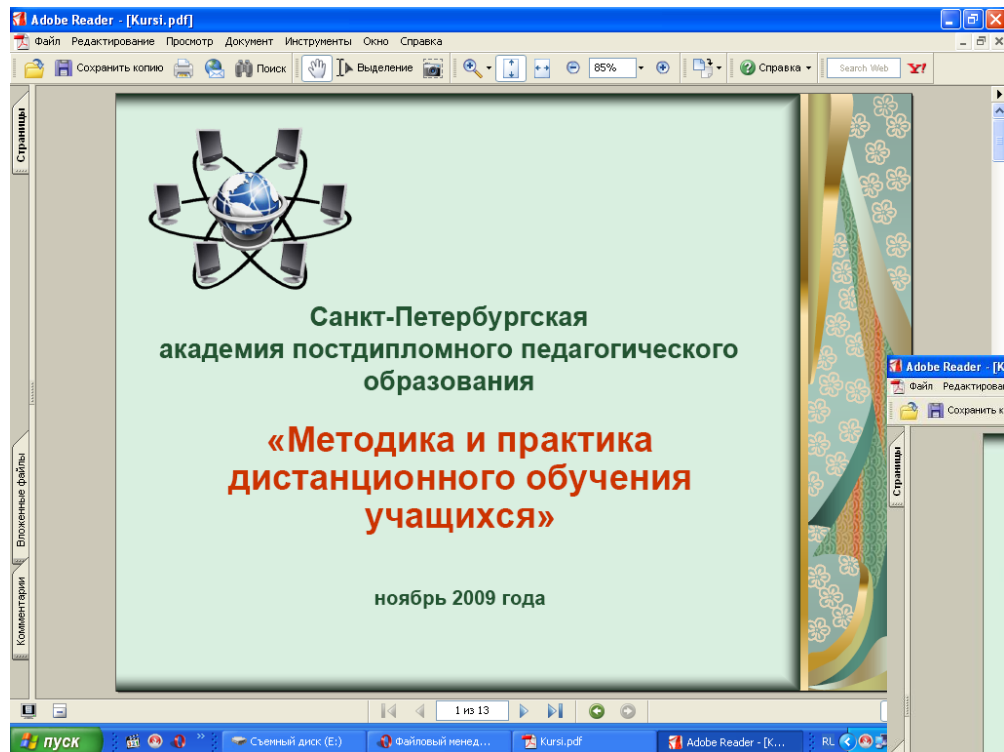 Adobe Reader - [Kursi.pdf]
Файл Редактирование Просмотр Документ Инструменты Окно Справка
Сохранить копию Поиск Выделение 85% Справка Search Web Y!
Страницы
Вложенные файлы
Комментарии
Санкт-Петербургская
академия постдипломного педагогического
образования
«Методика и практика
дистанционного обучения
учащихся»
ноябрь 2009 года
Adobe Reader - [K
Файл Редактирова
Сохранить к
Страницы
1 из 13
пуск » Съемный диск (E:) Файловый менед... Kursi.pdf Adobe Reader - [K... RL